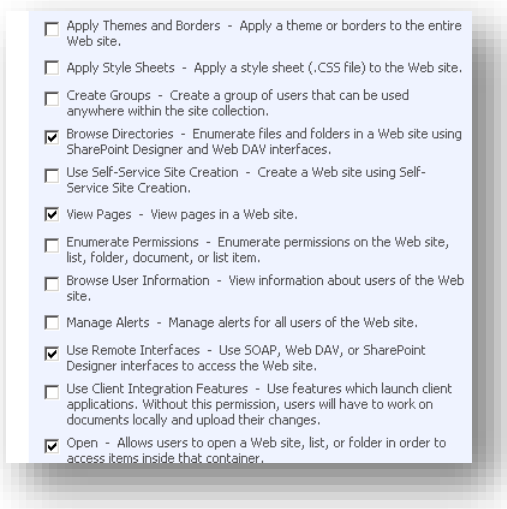 Apply Themes and Borders - Apply a theme or borders to the entire
Web site.
Apply Style Sheets - Apply a style sheet (.CSS file) to the Web site.
Create Groups - Create a group of users that can be used
anywhere within the site collection.
Browse Directories - Enumerate files and folders in a Web site using
SharePoint Designer and Web DAV interfaces.
Use Self-Service Site Creation - Create a Web site using Self-
Service Site Creation.
View Pages - View pages in a Web site.
Enumerate Permissions - Enumerate permissions on the Web site,
list, folder, document, or list item.
Browse User Information - View information about users of the Web
site.
Manage Alerts - Manage alerts for all users of the Web site.
Use Remote Interfaces - Use SOAP, Web DAV, or SharePoint
Designer interfaces to access the Web site.
Use Client Integration Features - Use features which launch client
applications. Without this permission, users will have to work on
documents locally and upload their changes.
Open - Allows users to open a Web site, list, or folder in order to
access items inside that container.